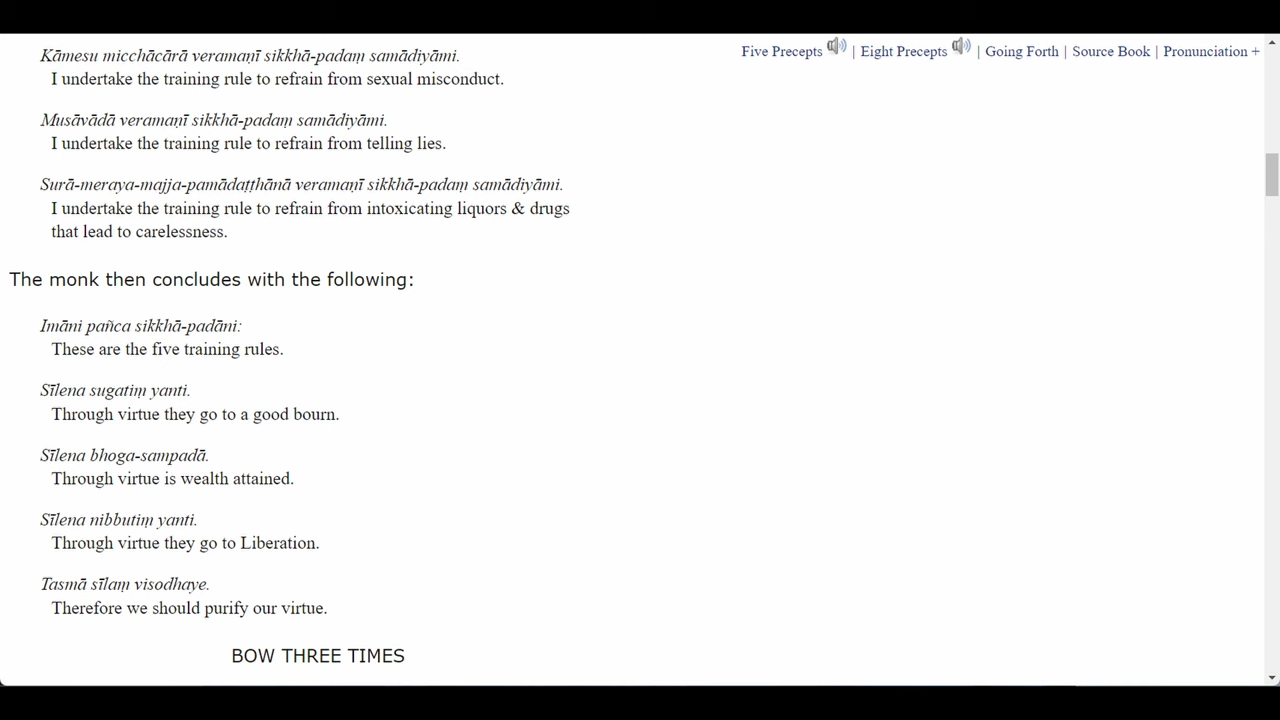 Five Precepts | Eight Precepts | Going Forth | Source Book | Pronunciation +
Kāmesu micchācārā veramaṇī sikkhā-padaṃ samādiyāmi.
I undertake the training rule to refrain from sexual misconduct.
Musāvādā veramaṇī sikkhā-padaṃ samādiyāmi.
I undertake the training rule to refrain from telling lies.
Surā-meraya-majja-pamādaṭṭhānā veramaṇī sikkhā-padaṃ samādiyāmi.
I undertake the training rule to refrain from intoxicating liquors & drugs
that lead to carelessness.
The monk then concludes with the following:
Imāni pañca sikkhā-padāni:
These are the five training rules.
Sīlena sugatiṃ yanti.
Through virtue they go to a good bourn.
Sīlena bhoga-sampadā.
Through virtue is wealth attained.
Sīlena nibbutiṃ yanti.
Through virtue they go to Liberation.
Tasmā sīlaṃ visodhaye.
Therefore we should purify our virtue.
BOW THREE TIMES